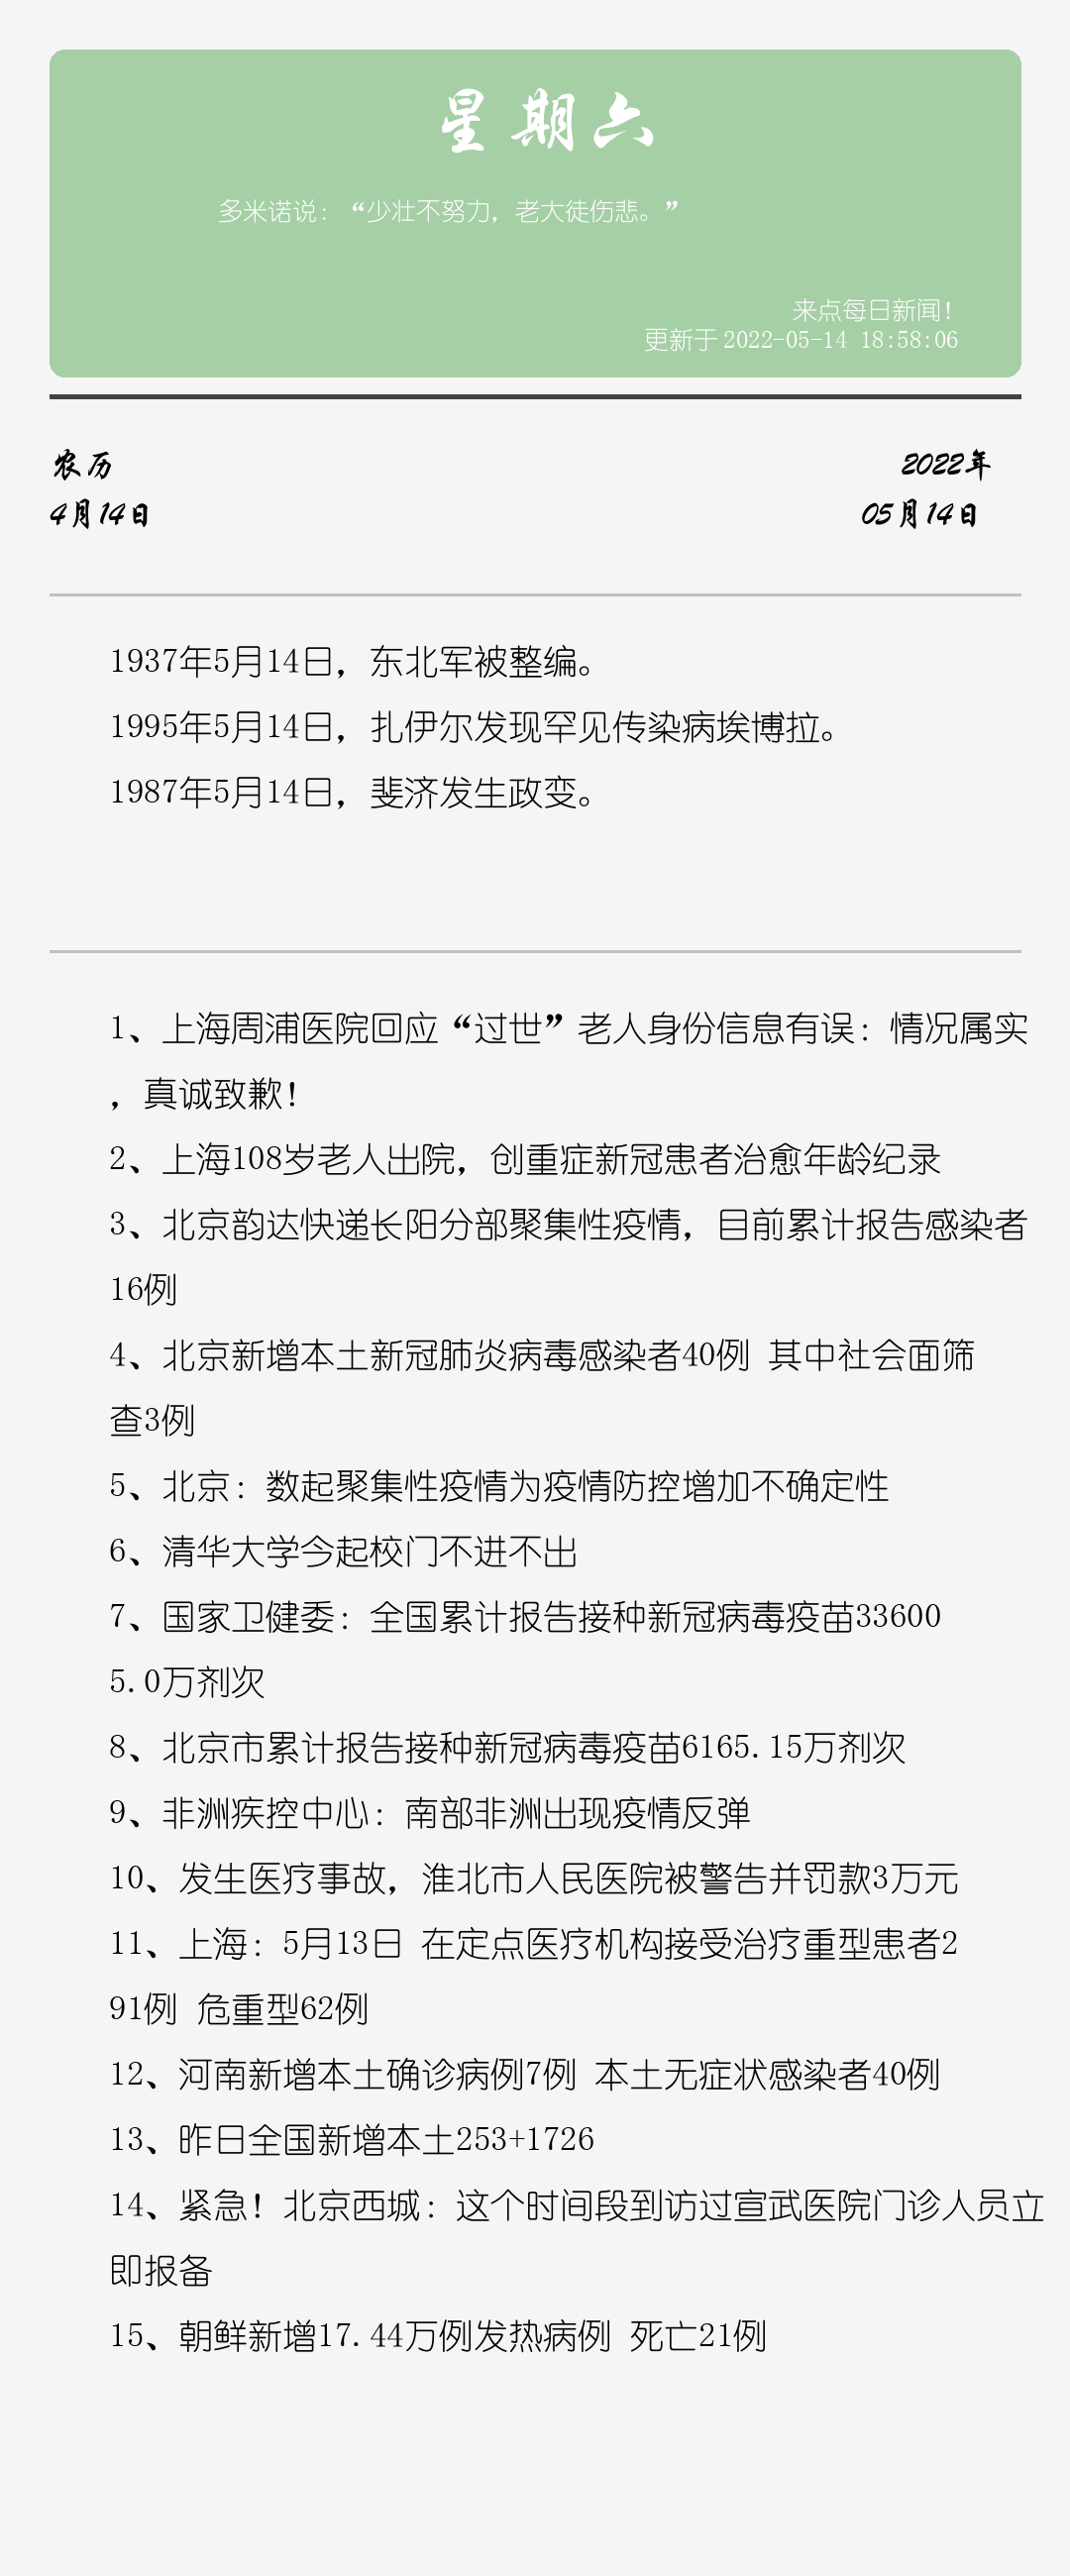 星期六
多米诺说：“少壮不努力，老大徒伤悲。”
来点每日新闻！
更新于 2022-05-14 18:58:06
农历
2022年
4月14日
05月14日
1937年5月14日，东北军被整编。
1995年5月14日，扎伊尔发现罕见传染病埃博拉。
1987年5月14日，斐济发生政变。
1、上海周浦医院回应“过世”老人身份信息有误：情况属实
，真诚致歉！
2、上海108岁老人出院，创重症新冠患者治愈年龄纪录
3、北京韵达快递长阳分部聚集性疫情，目前累计报告感染者
16例
4、北京新增本土新冠肺炎病毒感染者40例 其中社会面筛
查3例
5、北京：数起聚集性疫情为疫情防控增加不确定性
6、清华大学今起校门不进不出
7、国家卫健委：全国累计报告接种新冠病毒疫苗33600
5.0万剂次
8、北京市累计报告接种新冠病毒疫苗6165.15万剂次
9、非洲疾控中心：南部非洲出现疫情反弹
10、发生医疗事故，淮北市人民医院被警告并罚款3万元
11、上海：5月13日 在定点医疗机构接受治疗重型患者2
91例 危重型62例
12、河南新增本土确诊病例7例 本土无症状感染者40例
13、昨日全国新增本土253+1726
14、紧急！北京西城：这个时间段到访过宣武医院门诊人员立
即报备
15、朝鲜新增17.44万例发热病例 死亡21例